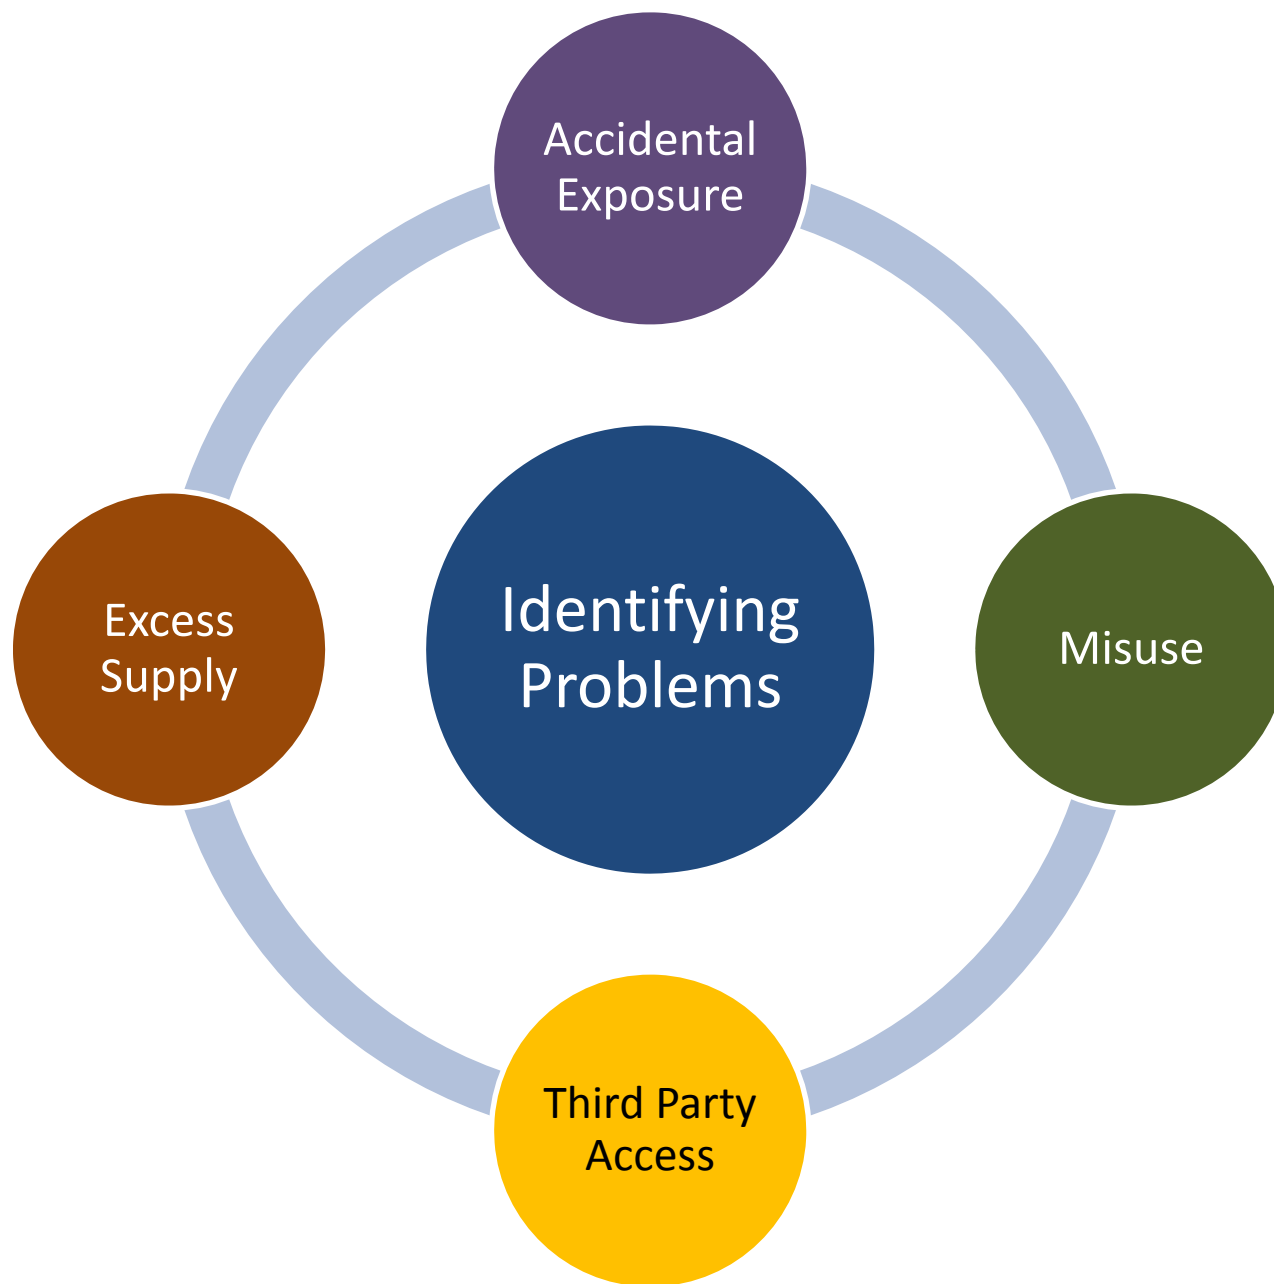 Accidental
Exposure
Excess
Supply
Identifying
Problems
Misuse
Third Party
Access